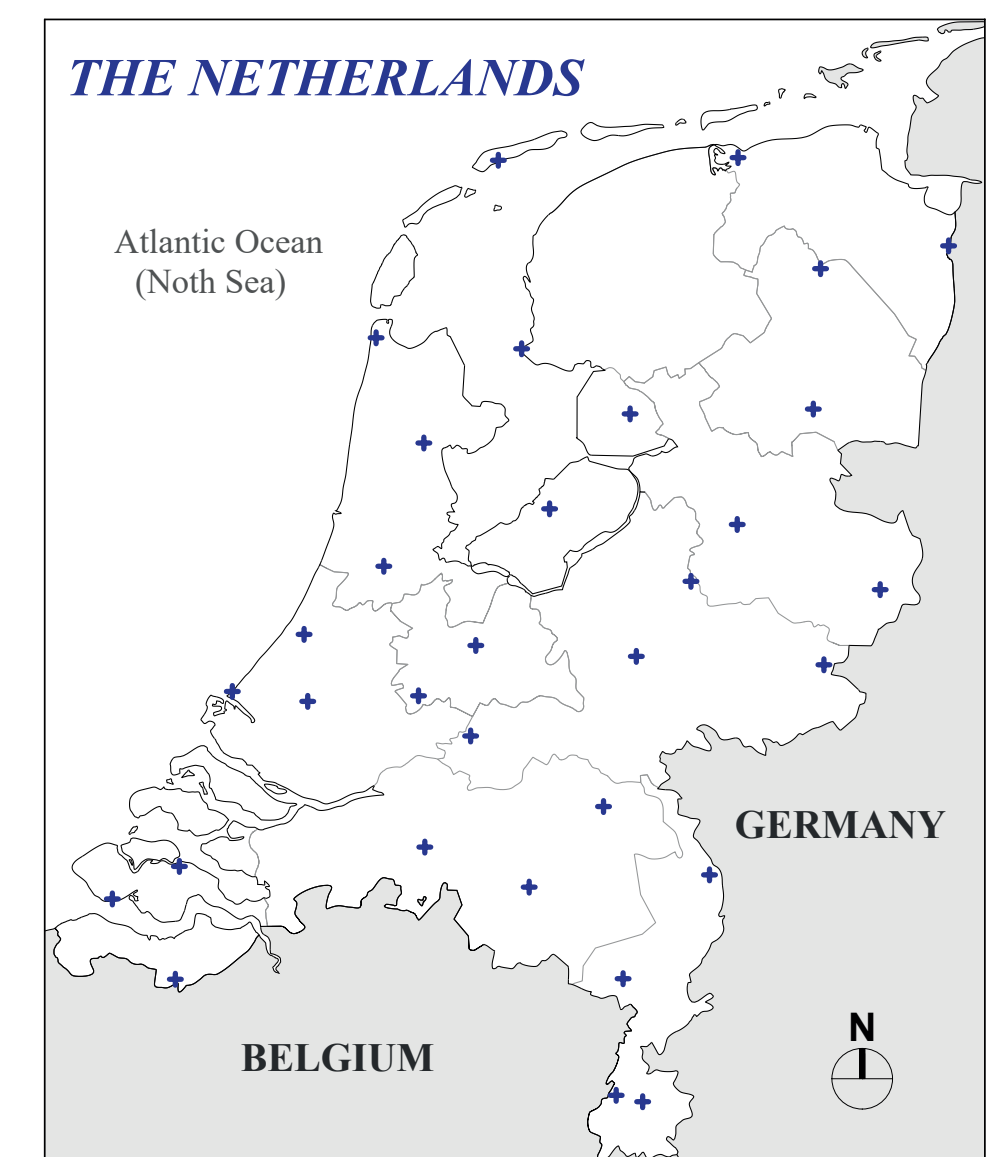 THE NETHERLANDS
Atlantic Ocean
(Noth Sea)
GERMANY
N
BELGIUM